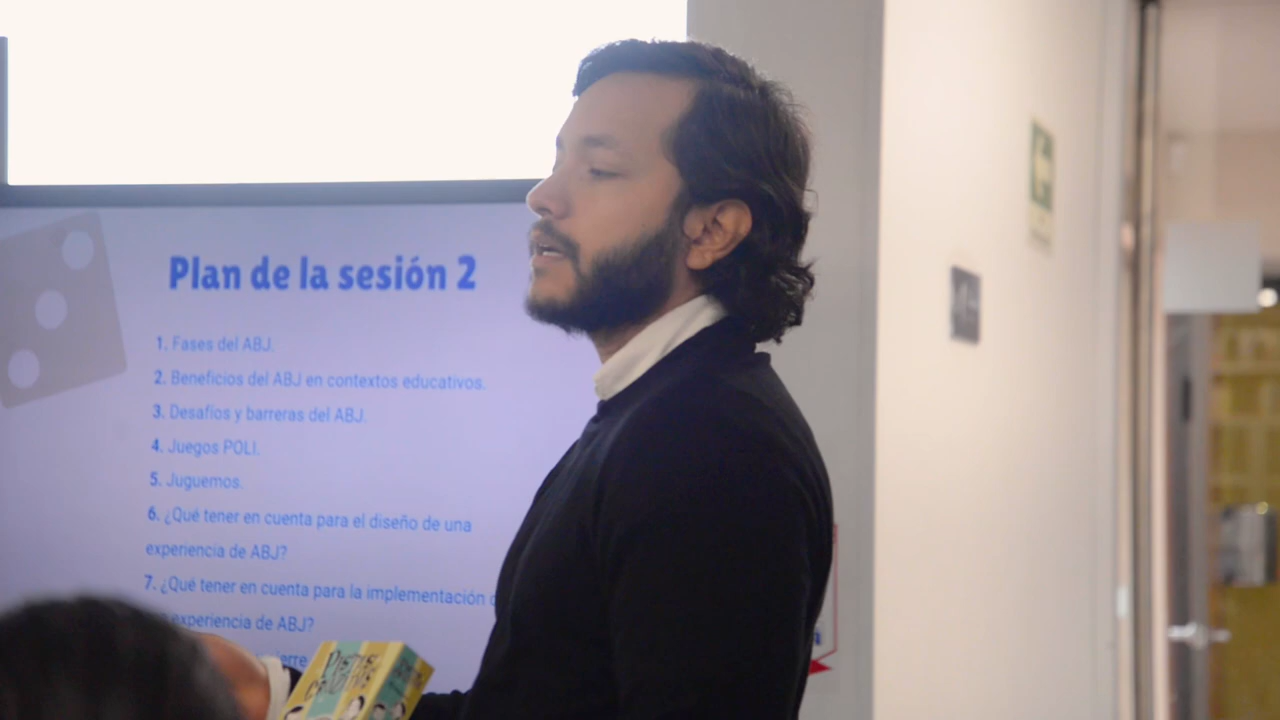 Plan de la sesión 2
1. Fases del ABJ.
2. Beneficios del ABJ en contextos educativos.
3. Desafíos y barreras del ABJ.
4. Juegos POLI.
5. Juguemos.
6. ¿Qué tener en cuenta para el diseño de una
experiencia de ABJ?
7. ¿Qué tener en cuenta para la implementación
experiencia de ABJ?